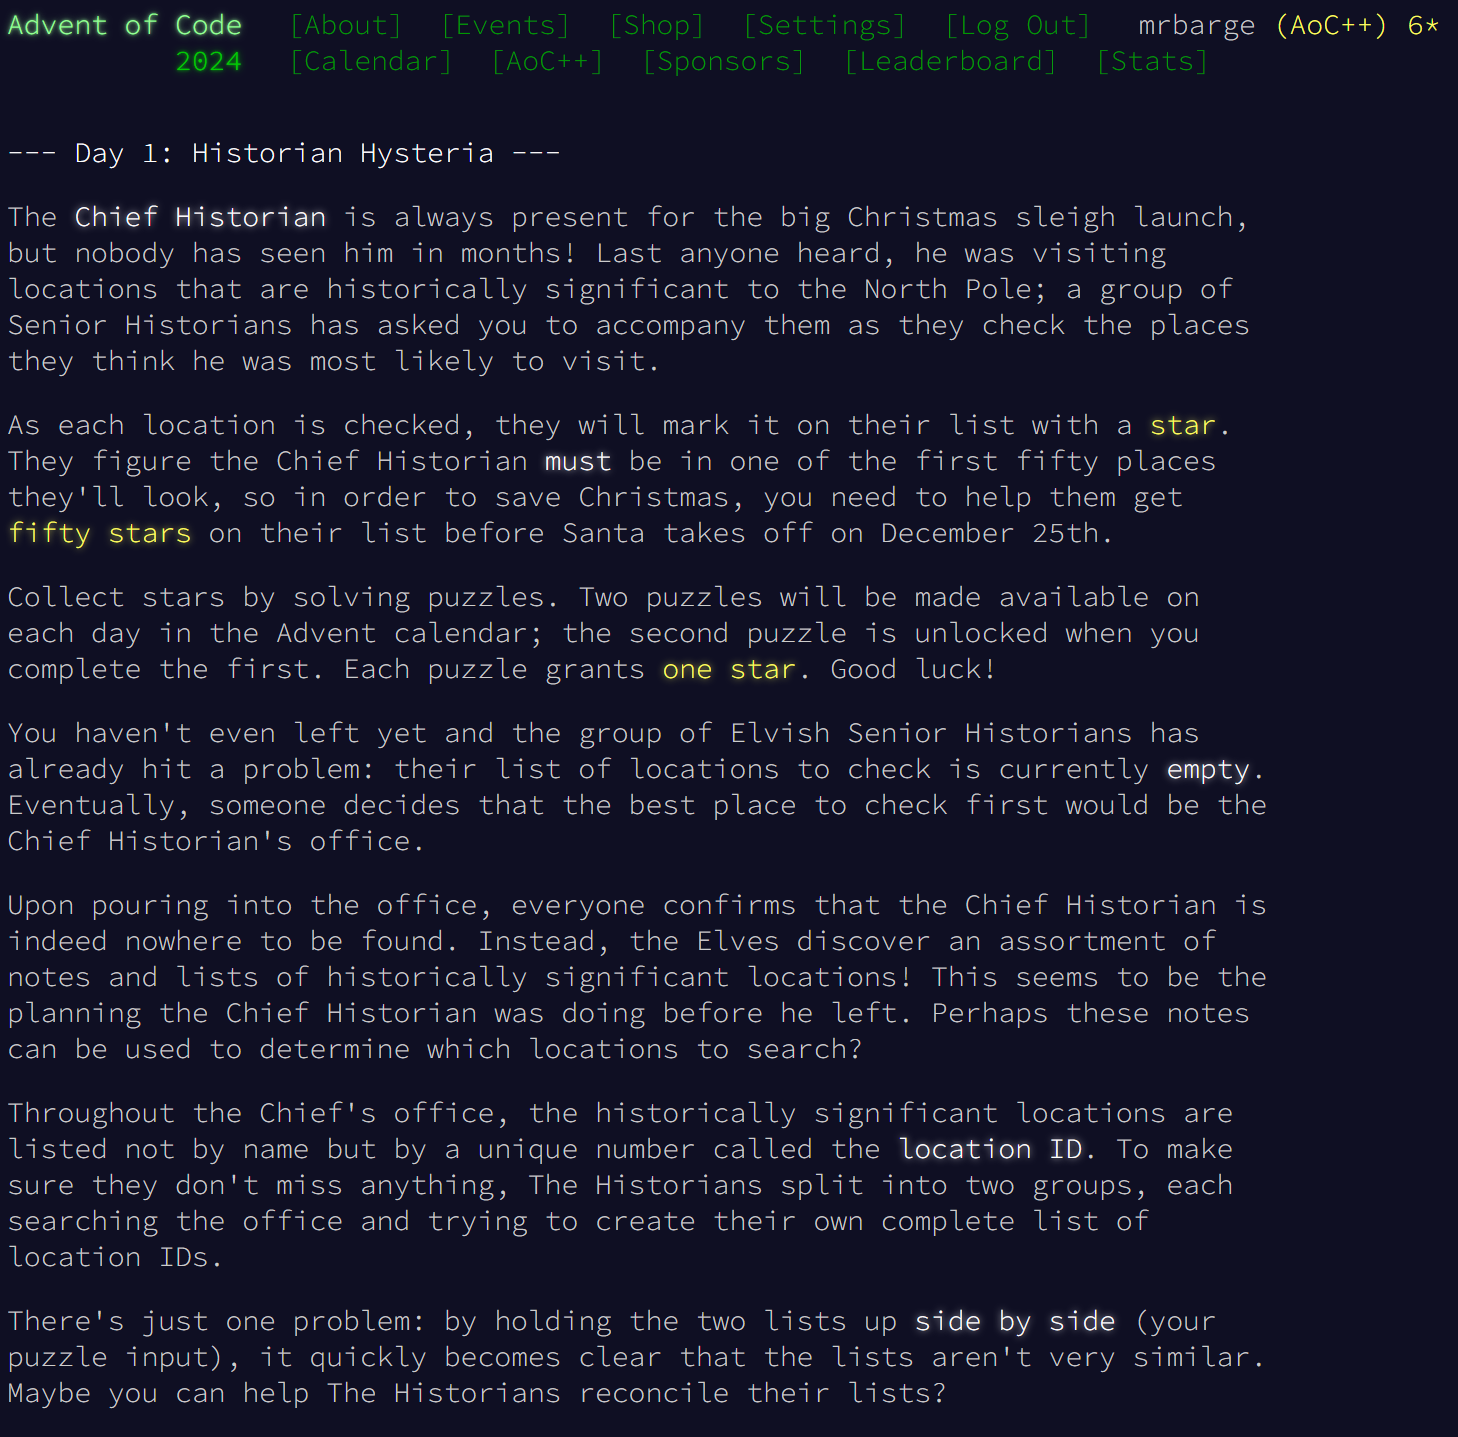 Advent of Code [About] [Events] [Shop] [Settings] [Log Out] mrbarge (AoC++) 6*
2024 [Calendar] [AoC++] [Sponsors] [Leaderboard] [Stats]
--- Day 1: Historian Hysteria ---
The Chief Historian is always present for the big Christmas sleigh launch,
but nobody has seen him in months! Last anyone heard, he was visiting
locations that are historically significant to the North Pole; a group of
Senior Historians has asked you to accompany them as they check the places
they think he was most likely to visit.
As each location is checked, they will mark it on their list with a star.
They figure the Chief Historian must be in one of the first fifty places
they'll look, so in order to save Christmas, you need to help them get
fifty stars on their list before Santa takes off on December 25th.
Collect stars by solving puzzles. Two puzzles will be made available on
each day in the Advent calendar; the second puzzle is unlocked when you
complete the first. Each puzzle grants one star. Good luck!
You haven't even left yet and the group of Elvish Senior Historians has
already hit a problem: their list of locations to check is currently empty.
Eventually, someone decides that the best place to check first would be the
Chief Historian's office.
Upon pouring into the office, everyone confirms that the Chief Historian is
indeed nowhere to be found. Instead, the Elves discover an assortment of
notes and lists of historically significant locations! This seems to be the
planning the Chief Historian was doing before he left. Perhaps these notes
can be used to determine which locations to search?
Throughout the Chief's office, the historically significant locations are
listed not by name but by a unique number called the location ID. To make
sure they don't miss anything, The Historians split into two groups, each
searching the office and trying to create their own complete list of
location IDs.
There's just one problem: by holding the two lists up side by side (your
puzzle input), it quickly becomes clear that the lists aren't very similar.
Maybe you can help The Historians reconcile their lists?